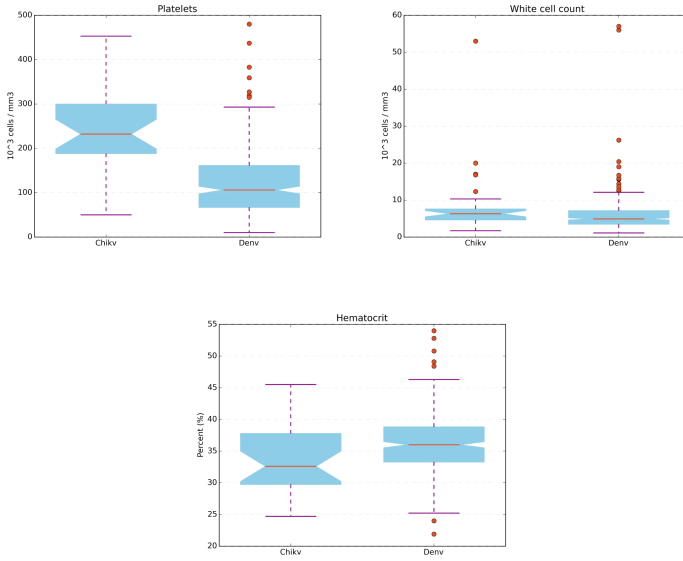 Platelets
500
400
300
200
100
0
10^3 cells / mm3
Chikv Denv
White cell count
60
50
40
30
20
10
0
10^3 cells / mm3
Chikv Denv
Hematocrit
55
50
45
40
35
30
25
20
Percent (%)
Chikv Denv